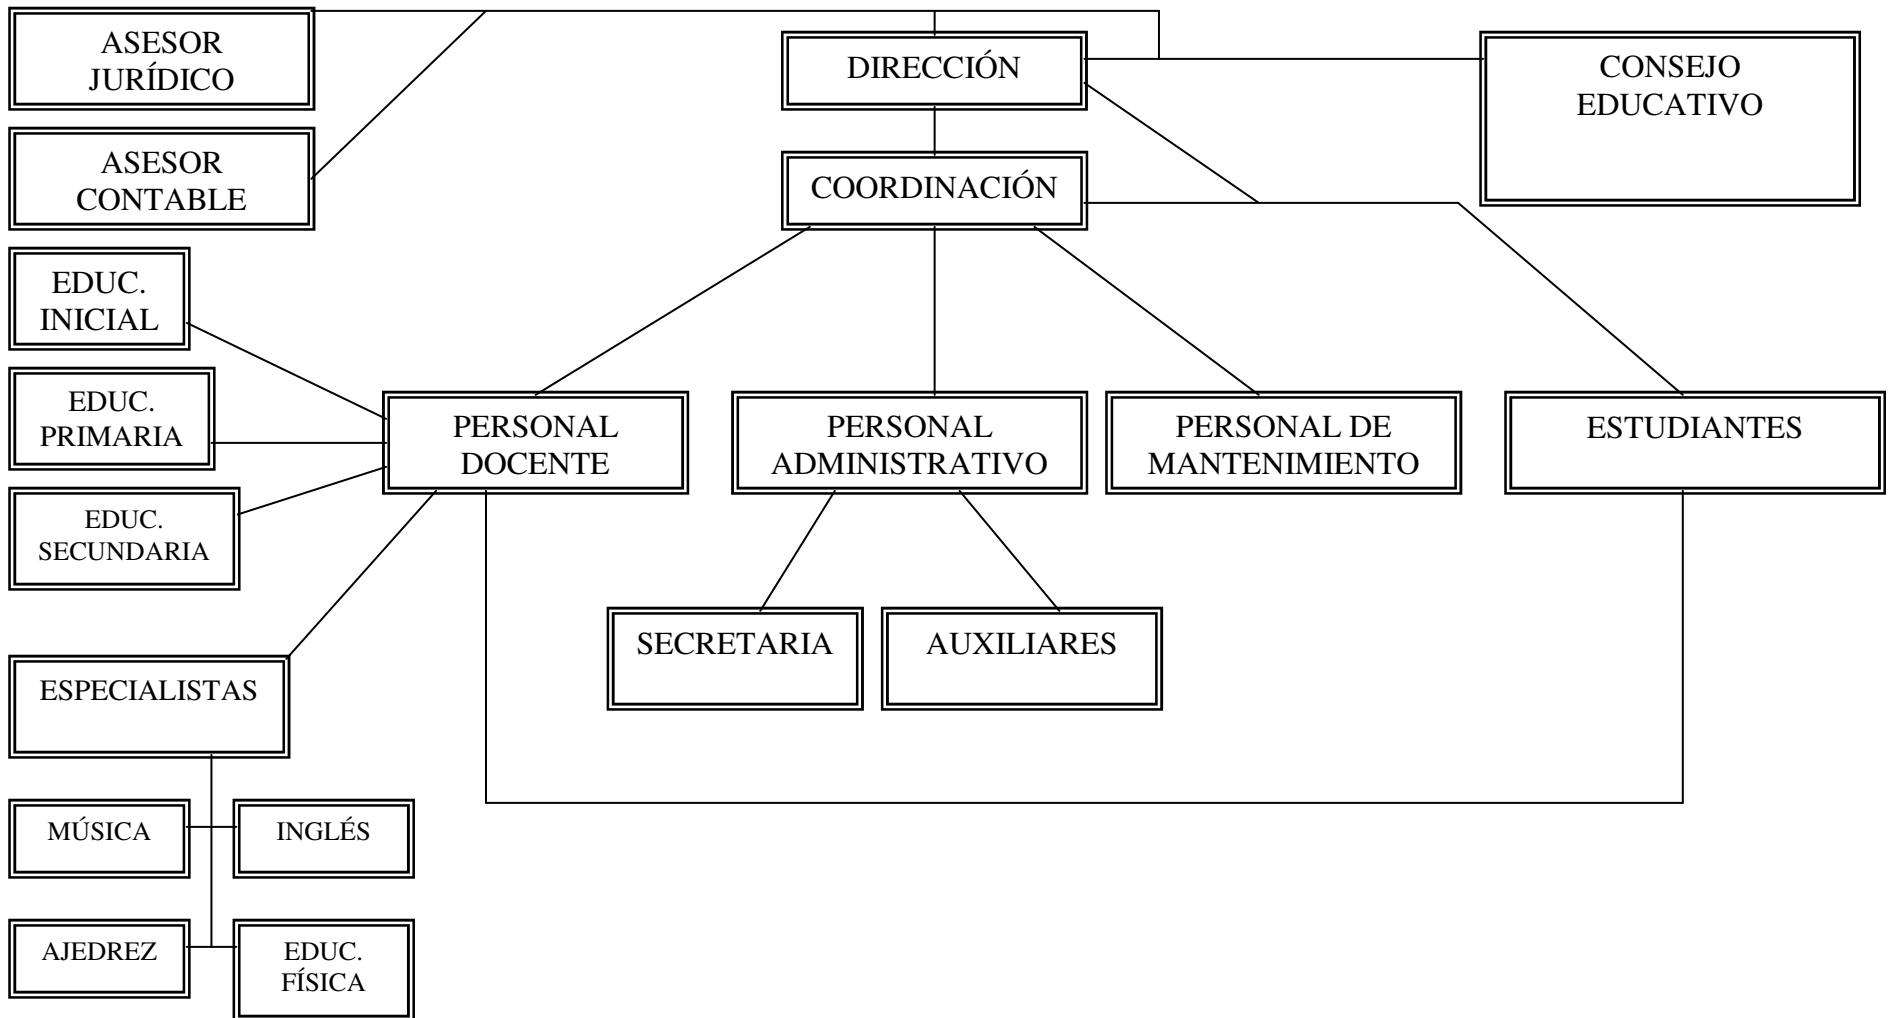 ASESOR
JURÍDICO
DIRECCIÓN
CONSEJO
EDUCATIVO
ASESOR
CONTABLE
COORDINACIÓN
EDUC.
INICIAL
EDUC.
PRIMARIA
PERSONAL
DOCENTE
PERSONAL
ADMINISTRATIVO
PERSONAL DE
MANTENIMIENTO
ESTUDIANTES
EDUC.
SECUNDARIA
SECRETARIA
AUXILIARES
ESPECIALISTAS
MÚSICA
INGLÉS
AJEDREZ
EDUC.
FÍSICA